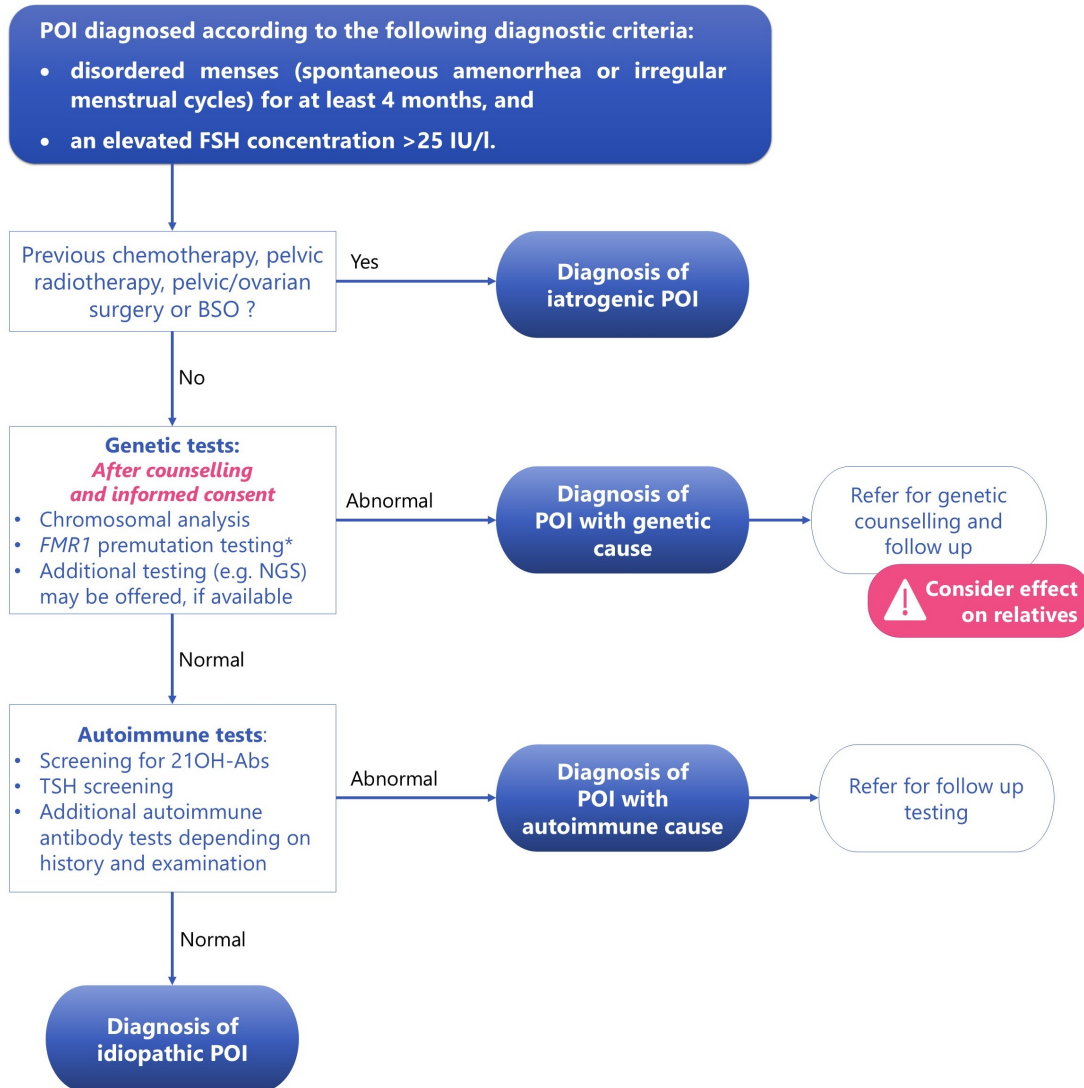 POI diagnosed according to the following diagnostic criteria:
• disordered menses (spontaneous amenorrhea or irregular
menstrual cycles) for at least 4 months, and
• an elevated FSH concentration >25 IU/l.
Previous chemotherapy, pelvic
radiotherapy, pelvic/ovarian
surgery or BSO ?
Yes
Diagnosis of
iatrogenic POI
No
Genetic tests:
After counselling
and informed consent
• Chromosomal analysis
• FMR1 premutation testing*
• Additional testing (e.g. NGS)
may be offered, if available
Abnormal
Diagnosis of
POI with genetic
cause
Refer for genetic
counselling and
follow up
Consider effect
on relatives
Normal
Autoimmune tests:
• Screening for 21OH-Abs
• TSH screening
• Additional autoimmune
antibody tests depending on
history and examination
Abnormal
Diagnosis of
POI with
autoimmune cause
Refer for follow up
testing
Normal
Diagnosis of
idiopathic POI